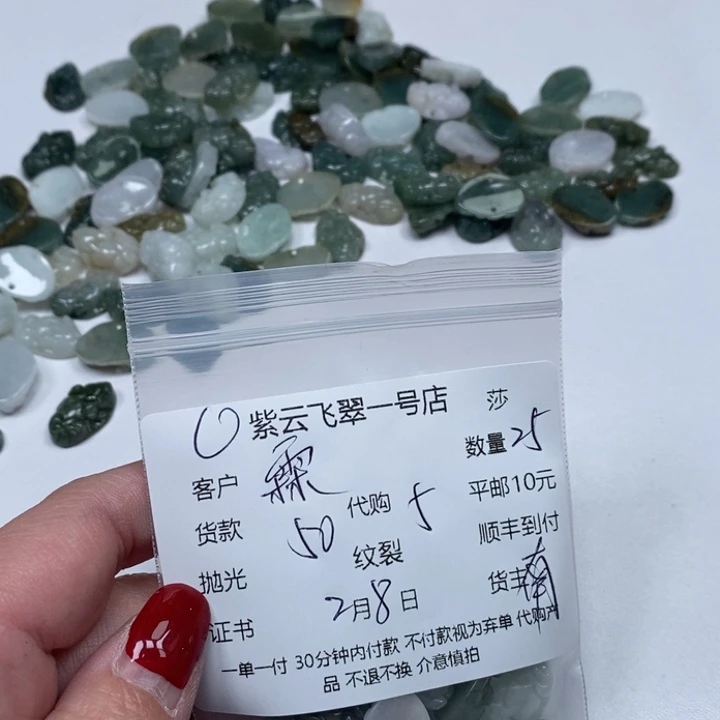 紫云飞翠一号店 莎
客户 霖 数量 25
货款 50 代购 5 平邮10元
抛光 纹裂 顺丰到付
证书 2月8日 货主
一单一付 30分钟内付款 不付款视为弃单 代购产
品 不退不换 介意慎拍